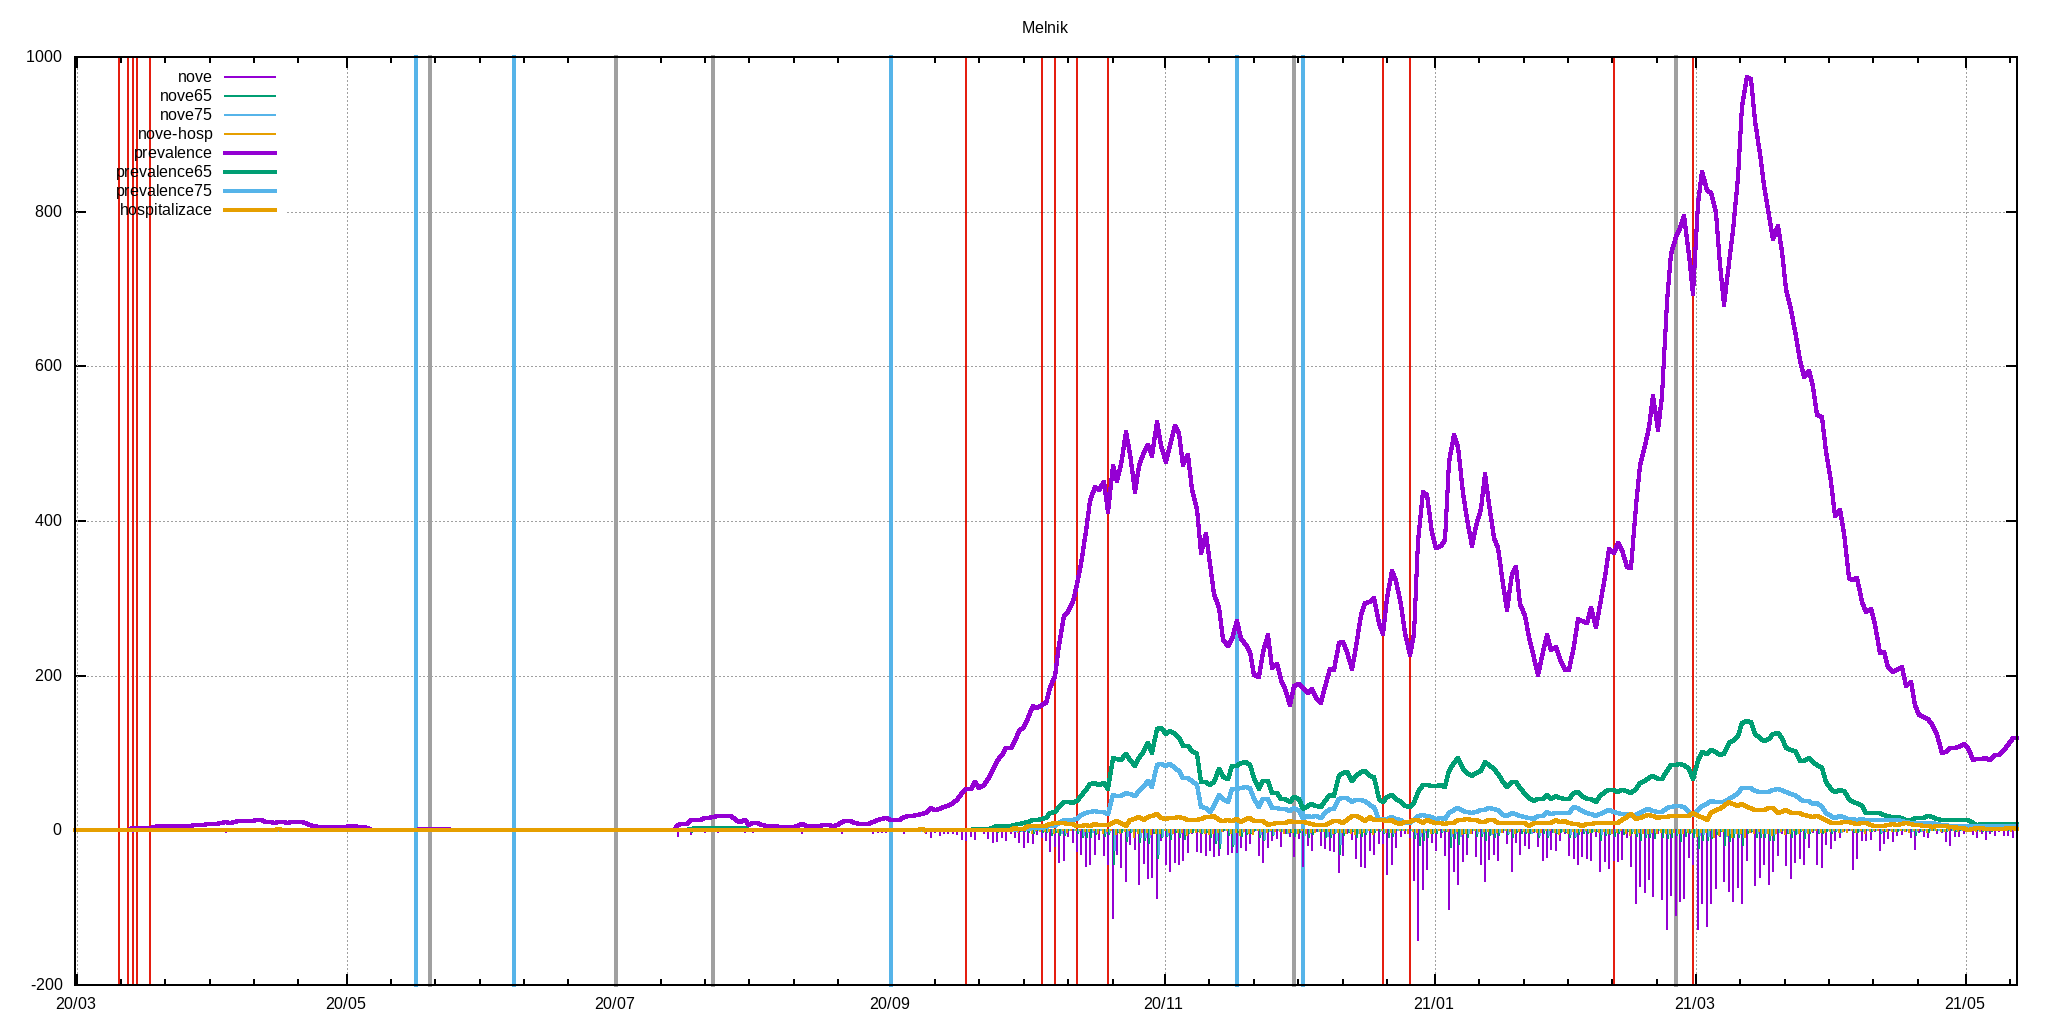 Melnik
1000
800
600
400
200
0
-200
nove
nove65
nove75
nove-hosp
prevalence
prevalence65
prevalence75
hospitalizace
20/03 20/05 20/07 20/09 20/11 21/01 21/03 21/05